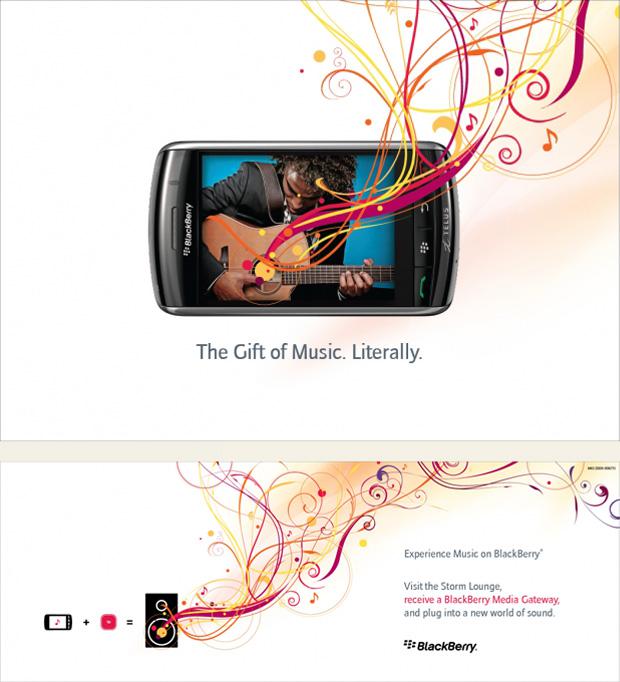 BlackBerry
TELUS
The Gift of Music. Literally.
Experience Music on BlackBerry®
Visit the Storm Lounge,
receive a BlackBerry Media Gateway,
and plug into a new world of sound.
+ =
BlackBerry.